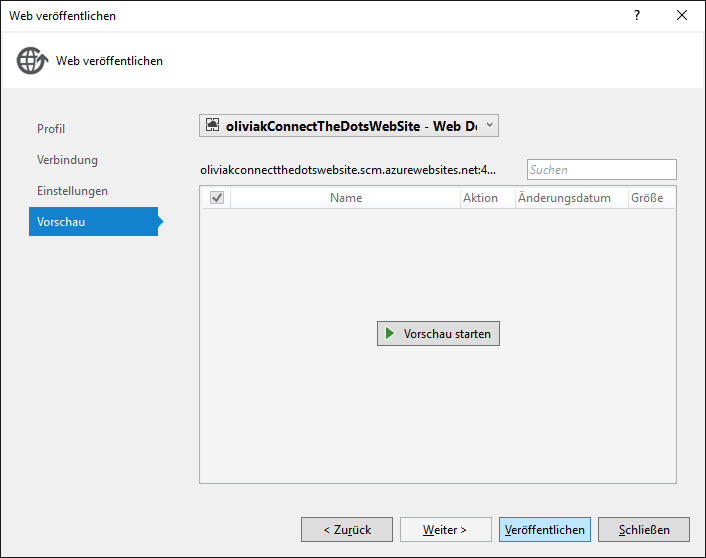 Web veröffentlichen
?
Web veröffentlichen
Profil
Verbindung
Einstellungen
Vorschau
oliviakConnectTheDotsWebSite - Web D
oliviakconnectthedotswebsite.scm.azurewebsites.net:4...
Suchen
Name Aktion Änderungsdatum Größe
Vorschau starten
< Zurück Weiter > Veröffentlichen Schließen